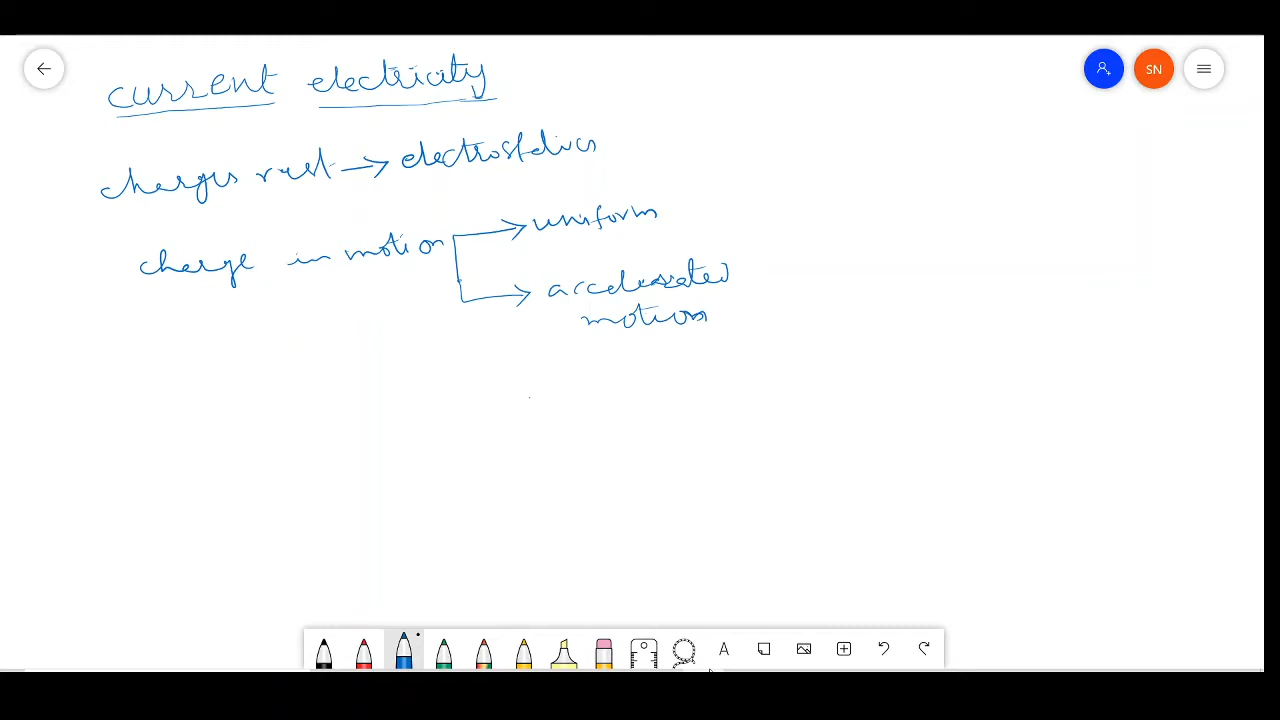 current electricity
SN
charges rest → electrostatics
charge in motion → uniform
→ accelerated
motion
A